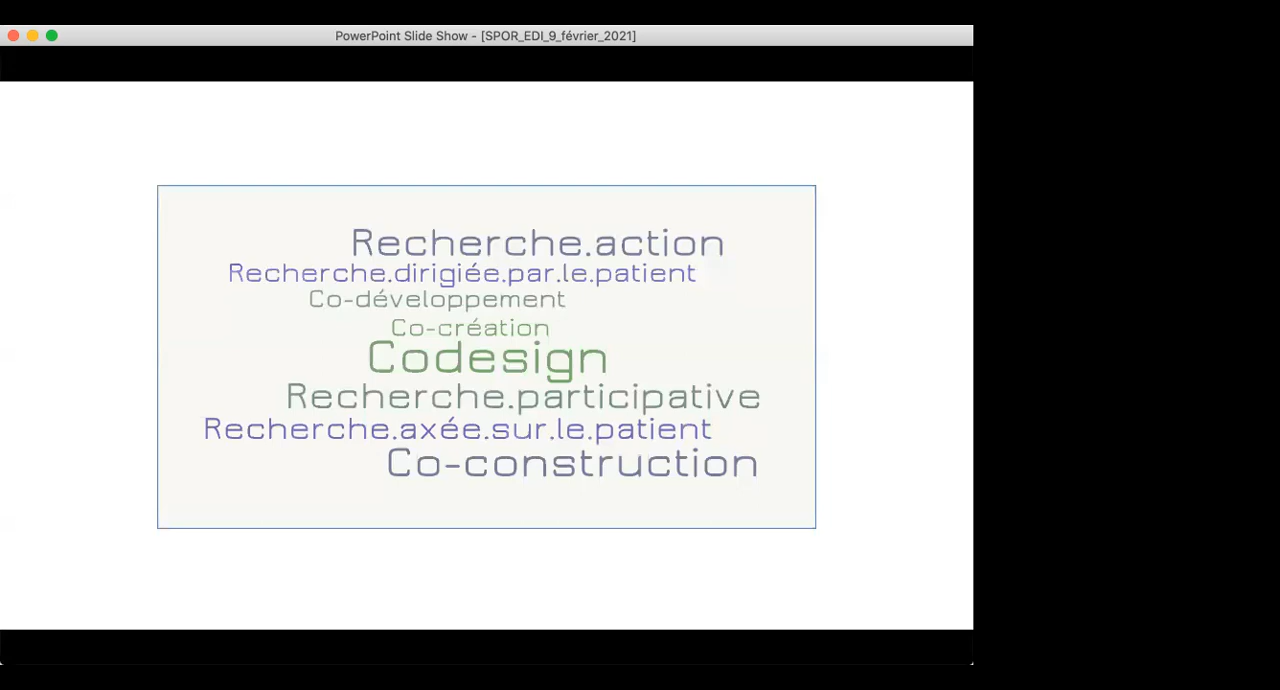 PowerPoint Slide Show - [SPOR_EDI_9_février_2021]
Recherche.action
Recherche.dirigiée.par.le.patient
Co-développement
Co-création
Codesign
Recherche.participative
Recherche.axée.sur.le.patient
Co-construction